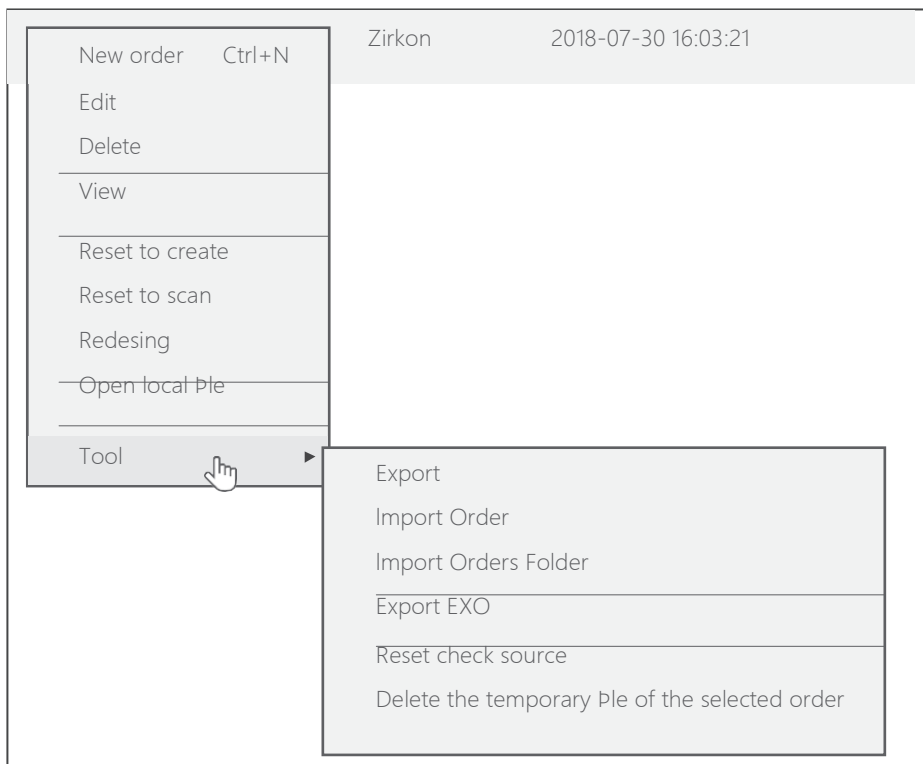 Zirkon 2018-07-30 16:03:21
New order Ctrl+N
Edit
Delete
View
Reset to create
Reset to scan
Redesing
Open local Þle
Tool
Export
Import Order
Import Orders Folder
Export EXO
Reset check source
Delete the temporary Þle of the selected order